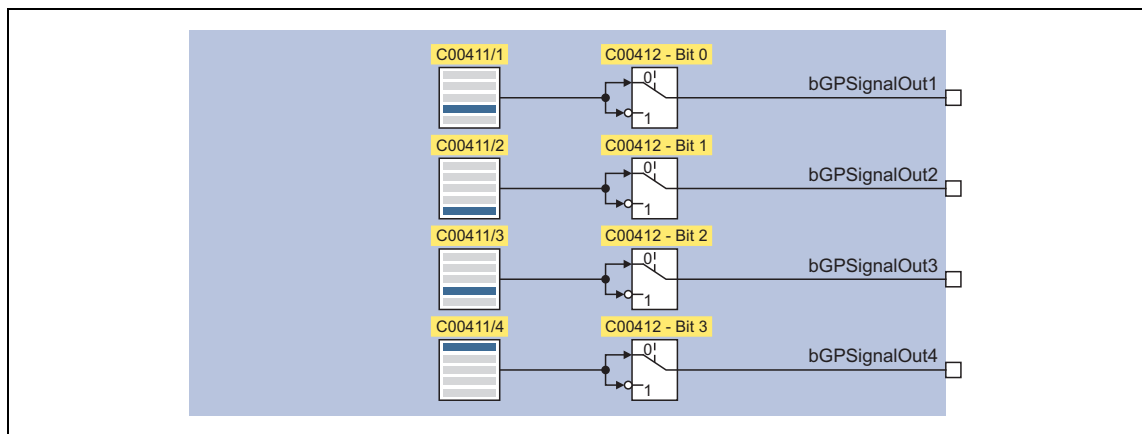 C00411/1 C00412 - Bit 0
0
1
bGPSignalOut1
C00411/2 C00412 - Bit 1
0
1
bGPSignalOut2
C00411/3 C00412 - Bit 2
0
1
bGPSignalOut3
C00411/4 C00412 - Bit 3
0
1
bGPSignalOut4